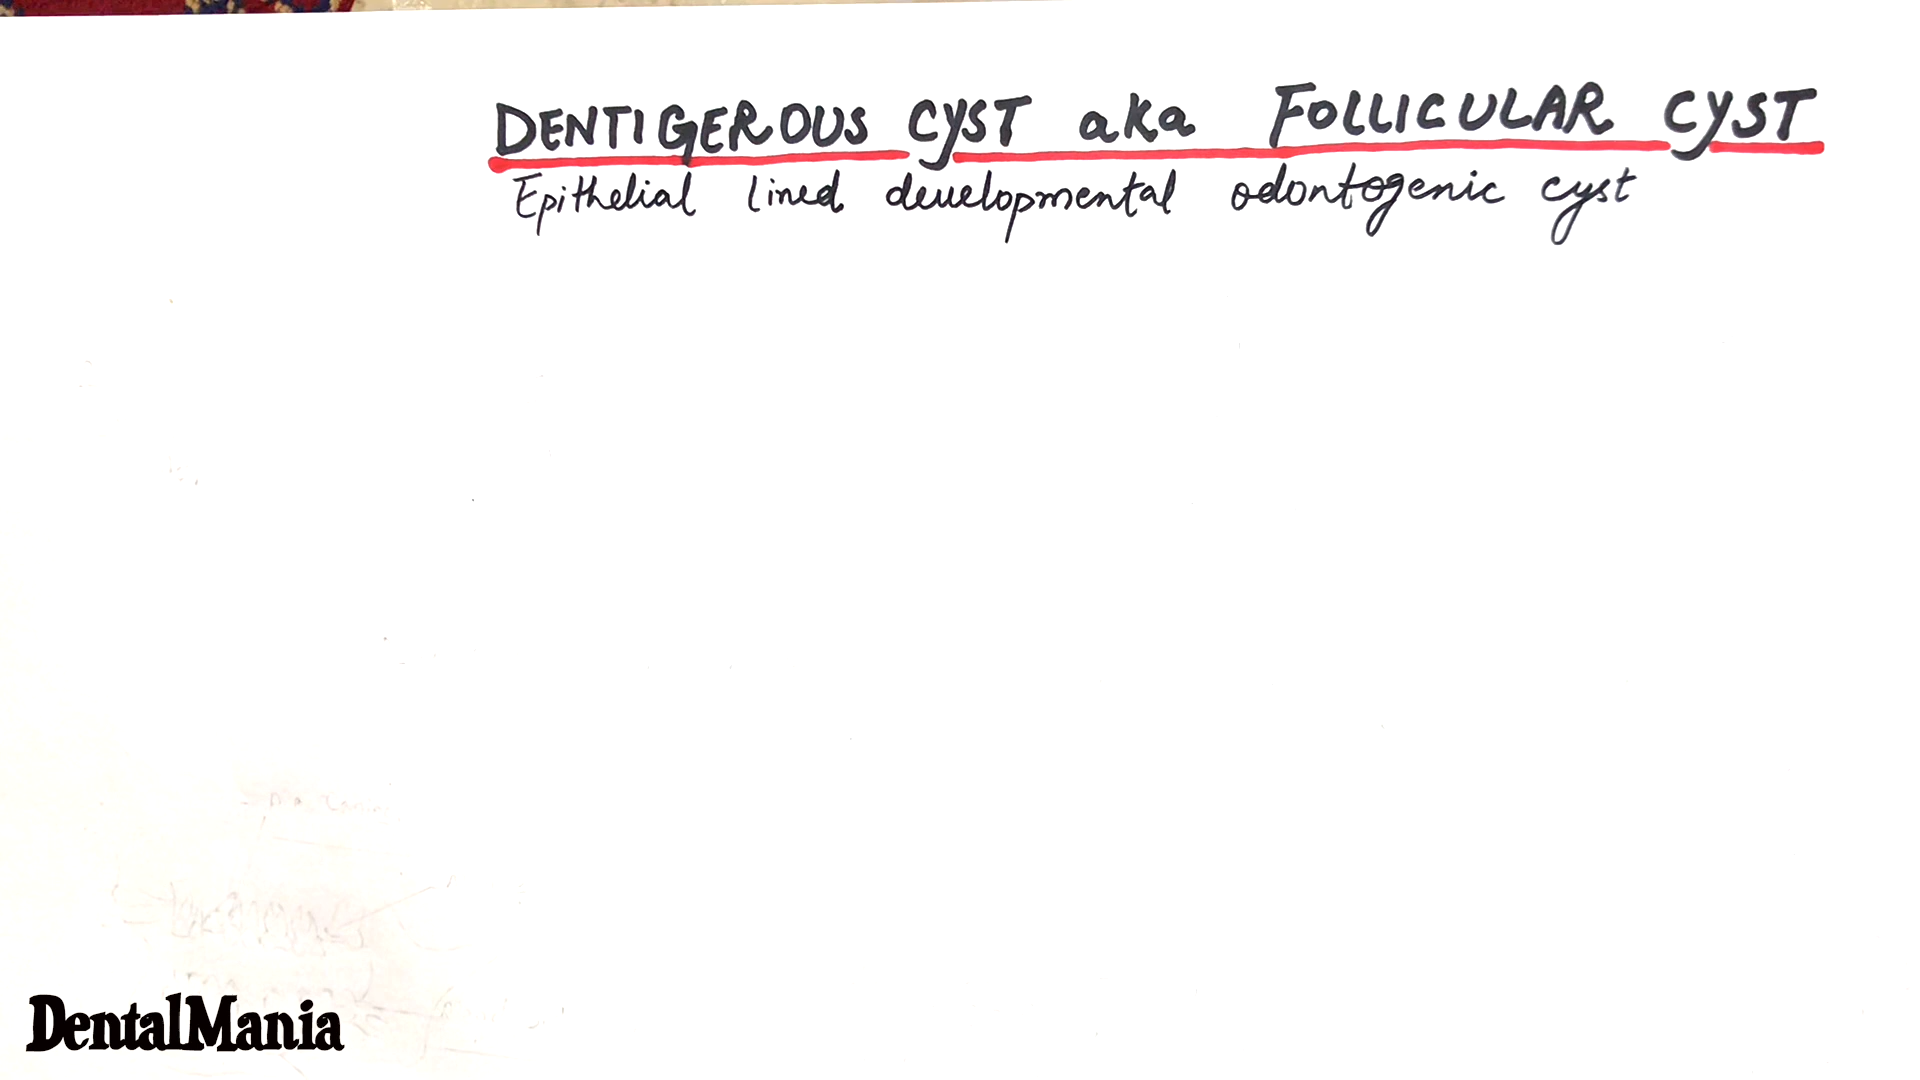 DENTIGEROUS CYST aka FOLLICULAR CYST
Epithelial lined developmental odontogenic cyst
DentalMania